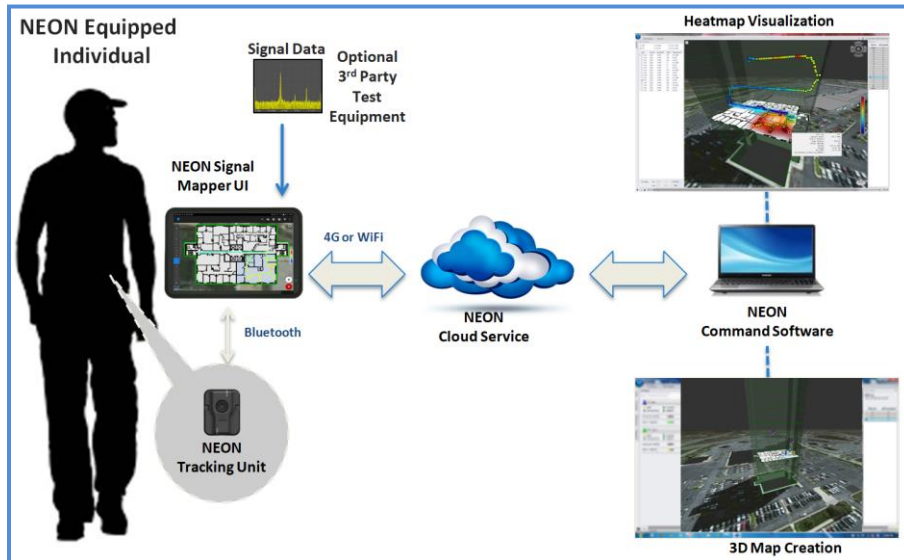 NEON Equipped
Individual
Signal Data
Optional
3rd Party
Test
Equipment
NEON Signal
Mapper UI
4G or WiFi
Bluetooth
NEON
Tracking Unit
NEON
Cloud Service
Heatmap Visualization
NEON
Command Software
3D Map Creation